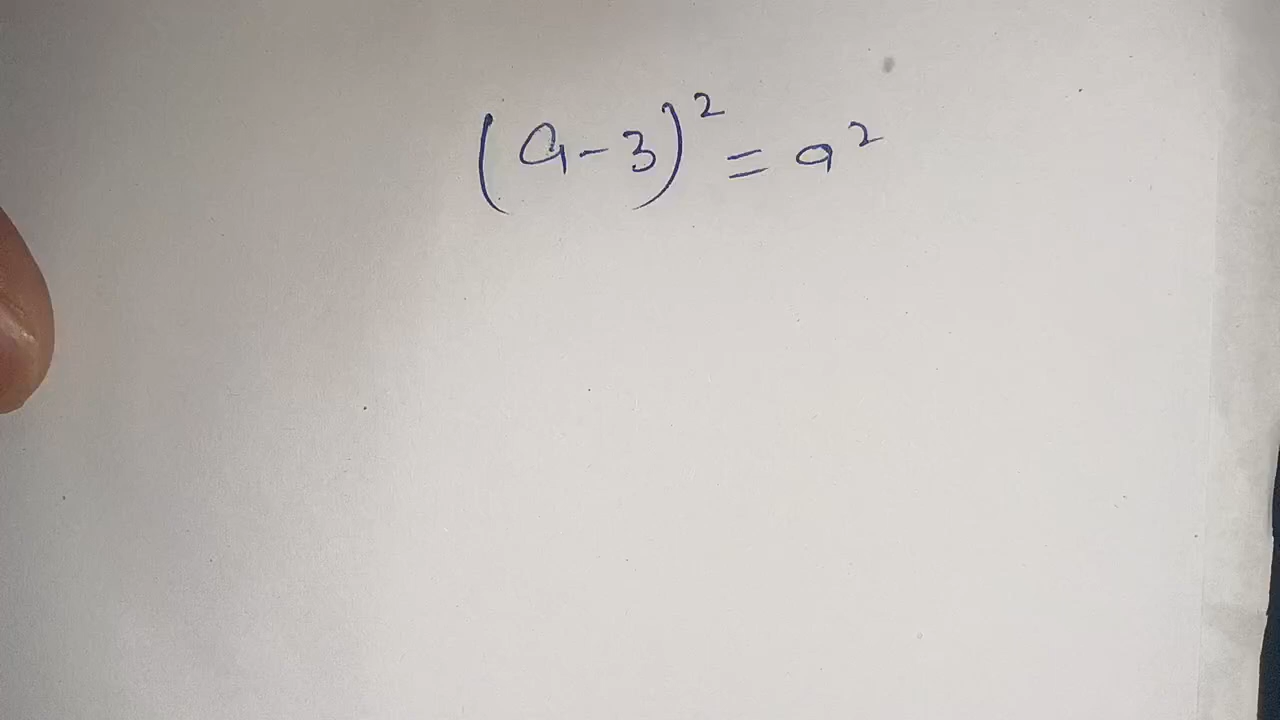 (a-3)² = a²